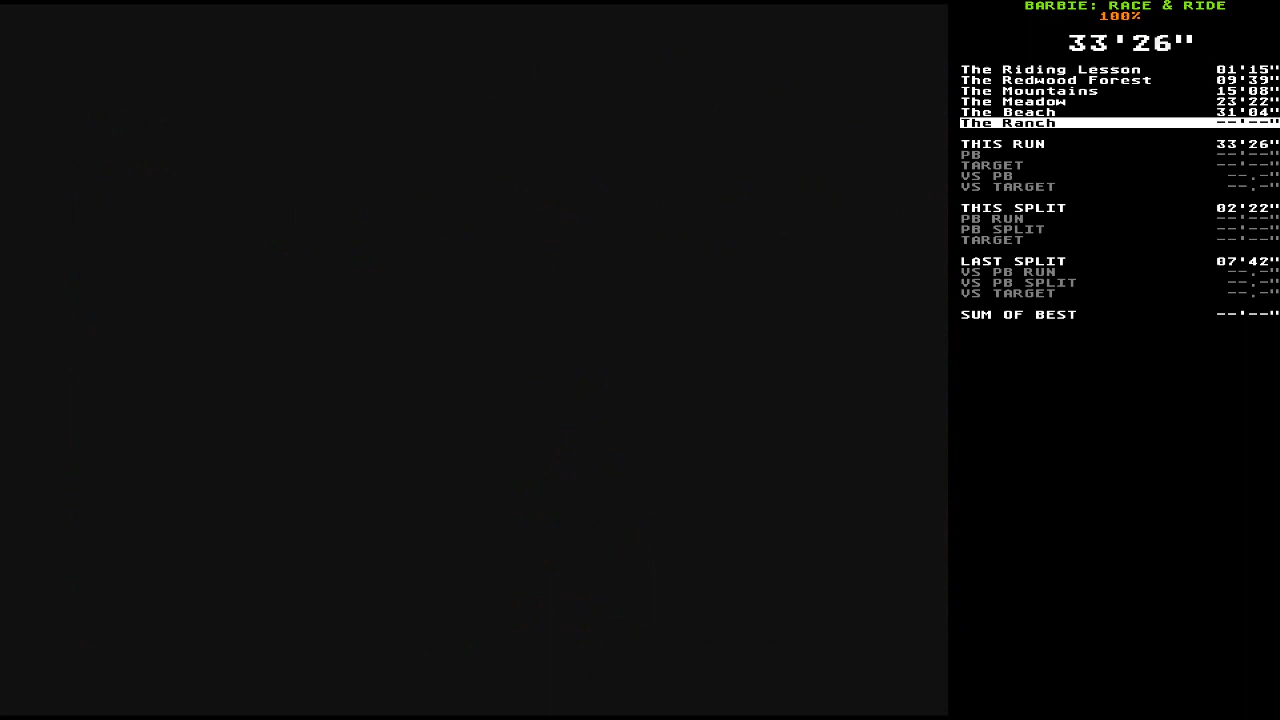 BARBIE: RACE & RIDE
100%
33'26"
The Riding Lesson 01'15"
The Redwood Forest 09'39"
The Mountains 15'08"
The Meadow 23'22"
The Beach 31'04"
The Ranch --'--"
THIS RUN 33'26"
PB --'--"
TARGET --'--"
VS PB --.-"
VS TARGET --.-"
THIS SPLIT 02'22"
PB RUN --'--"
PB SPLIT --'--"
TARGET --'--"
LAST SPLIT 07'42"
VS PB RUN --.-"
VS PB SPLIT --.-"
VS TARGET --.-"
SUM OF BEST --'--"